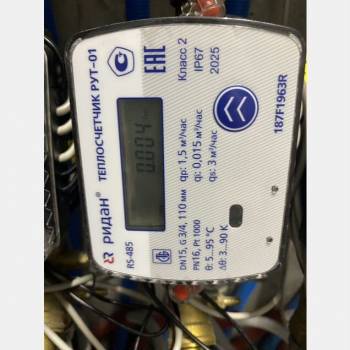 ТЕПЛОСЧЕТЧИК РУТ-01
РИДАН®
RS-485
EAC
Класс 2
IP67
2025
0.004
qp: 1,5 м³/час
qi: 0,015 м³/час
qs: 3 м³/час
DN15, G 3/4, 110 мм
PN16, Pt 1000
θ: 5...95 °C
Δθ: 3...90 K
187F1963R